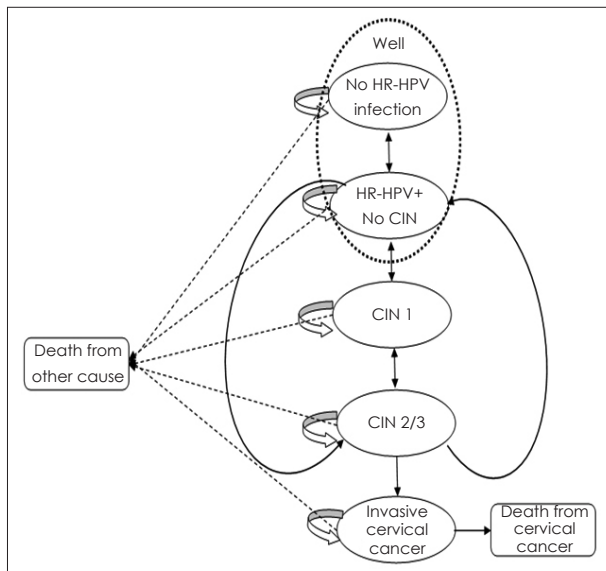 Well
No HR-HPV
infection
HR-HPV+
No CIN
CIN 1
Death from
other cause
CIN 2/3
Invasive
cervical
cancer
Death from
cervical
cancer